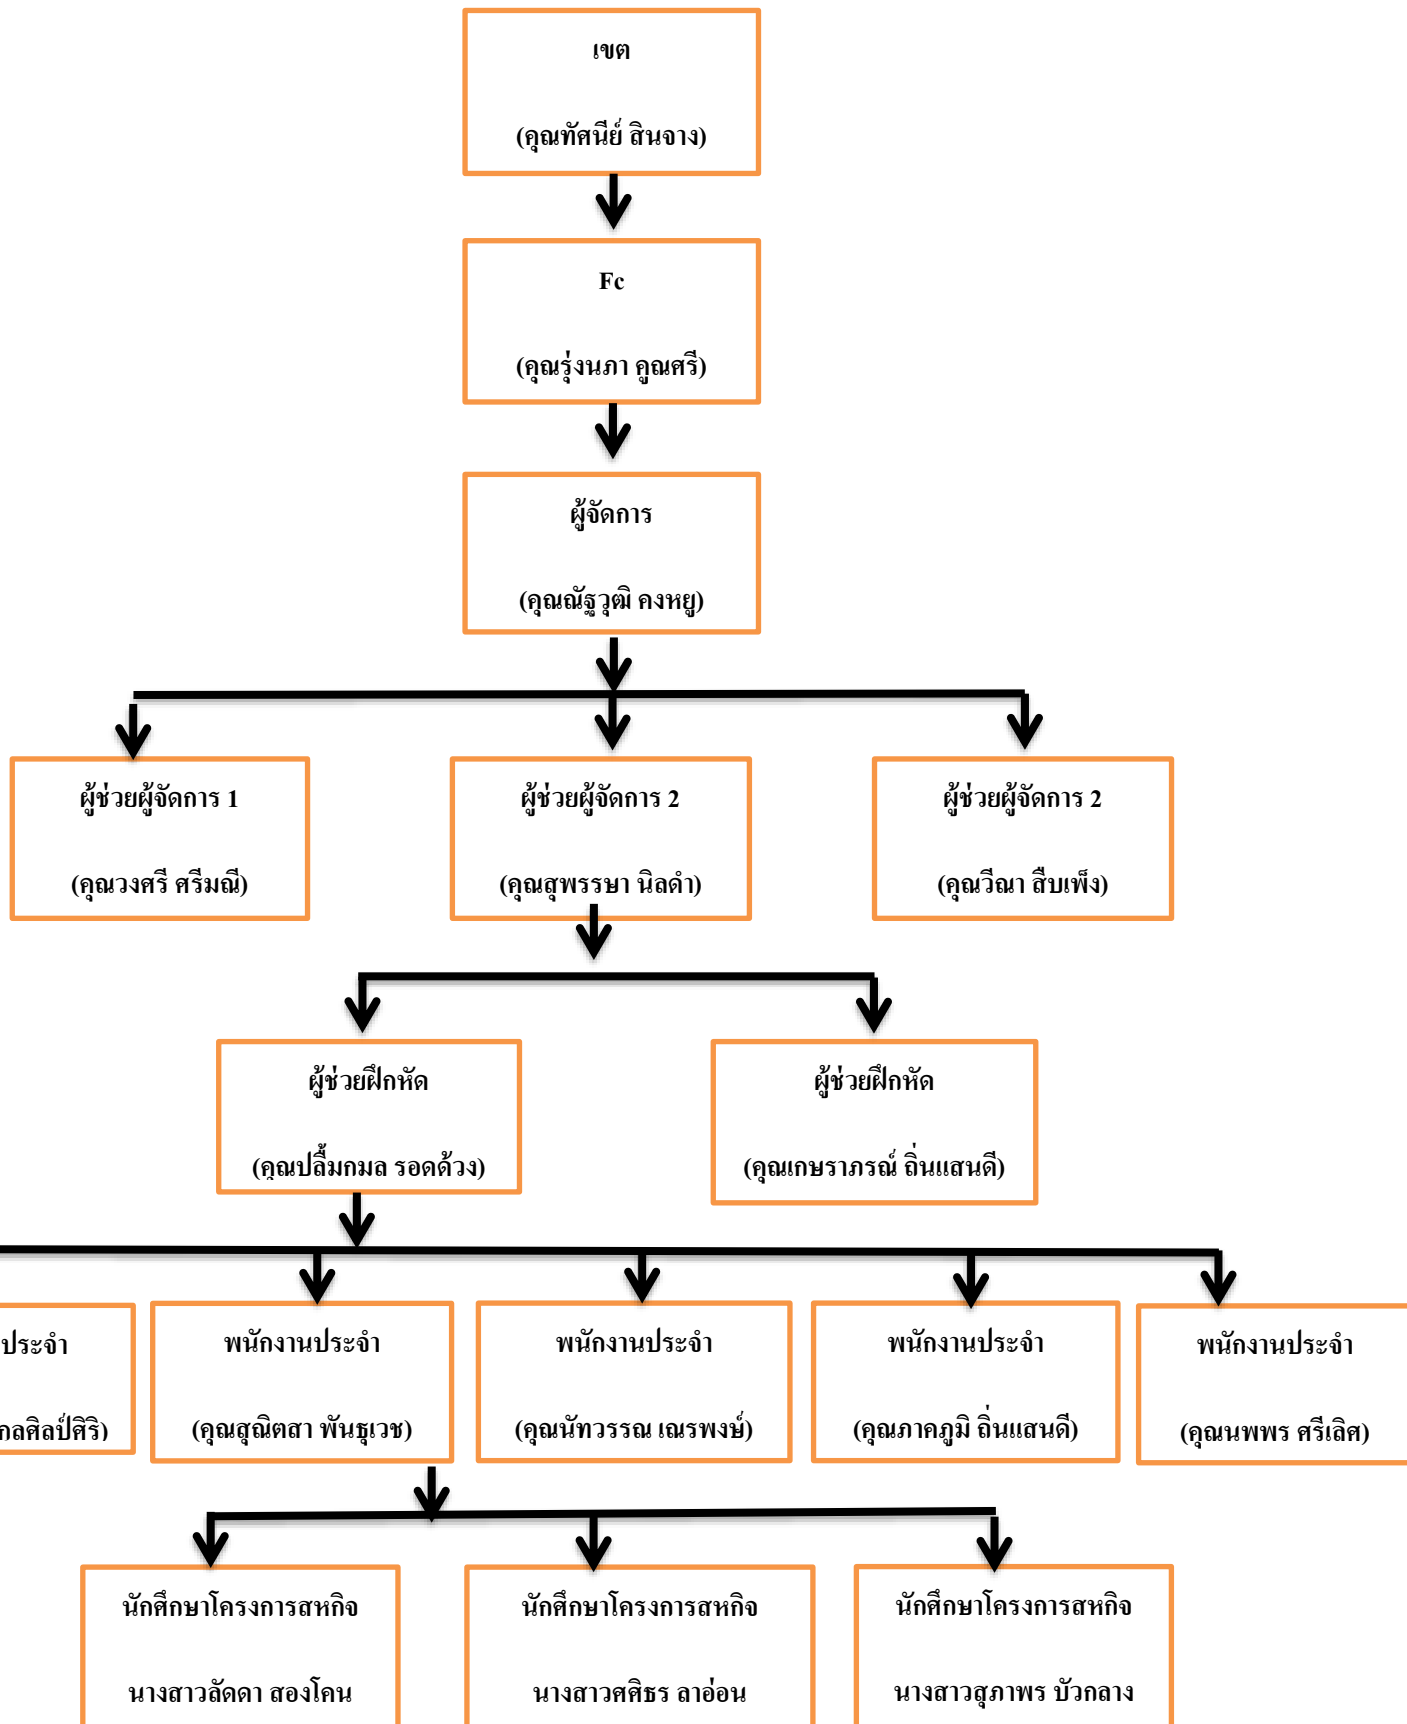 เขต
(คุณทัศนีย์ สินจาง)
Fc
(คุณรุ่งนภา คูณศรี)
ผู้จัดการ
(คุณณัฐวุฒิ คงหยู)
ผู้ช่วยผู้จัดการ 1
(คุณวงศรี ศรีมณี)
ผู้ช่วยผู้จัดการ 2
(คุณสุพรรษา นิลดำ)
ผู้ช่วยผู้จัดการ 2
(คุณวีณา สืบเพ็ง)
ผู้ช่วยฝึกหัด
(คุณปลื้มกมล รอดด้วง)
ผู้ช่วยฝึกหัด
(คุณเกษราภรณ์ ถิ่นแสนดี)
ประจำ
กลศิลป์ศิริ)
พนักงานประจำ
(คุณสุณิตสา พันธุเวช)
พนักงานประจำ
(คุณนัทวรรณ เณรพงษ์)
พนักงานประจำ
(คุณภาคภูมิ ถิ่นแสนดี)
พนักงานประจำ
(คุณนพพร ศรีเลิศ)
นักศึกษาโครงการสหกิจ
นางสาวลัดดา สองโคน
นักศึกษาโครงการสหกิจ
นางสาวศศิธร ลาอ่อน
นักศึกษาโครงการสหกิจ
นางสาวสุภาพร บัวกลาง